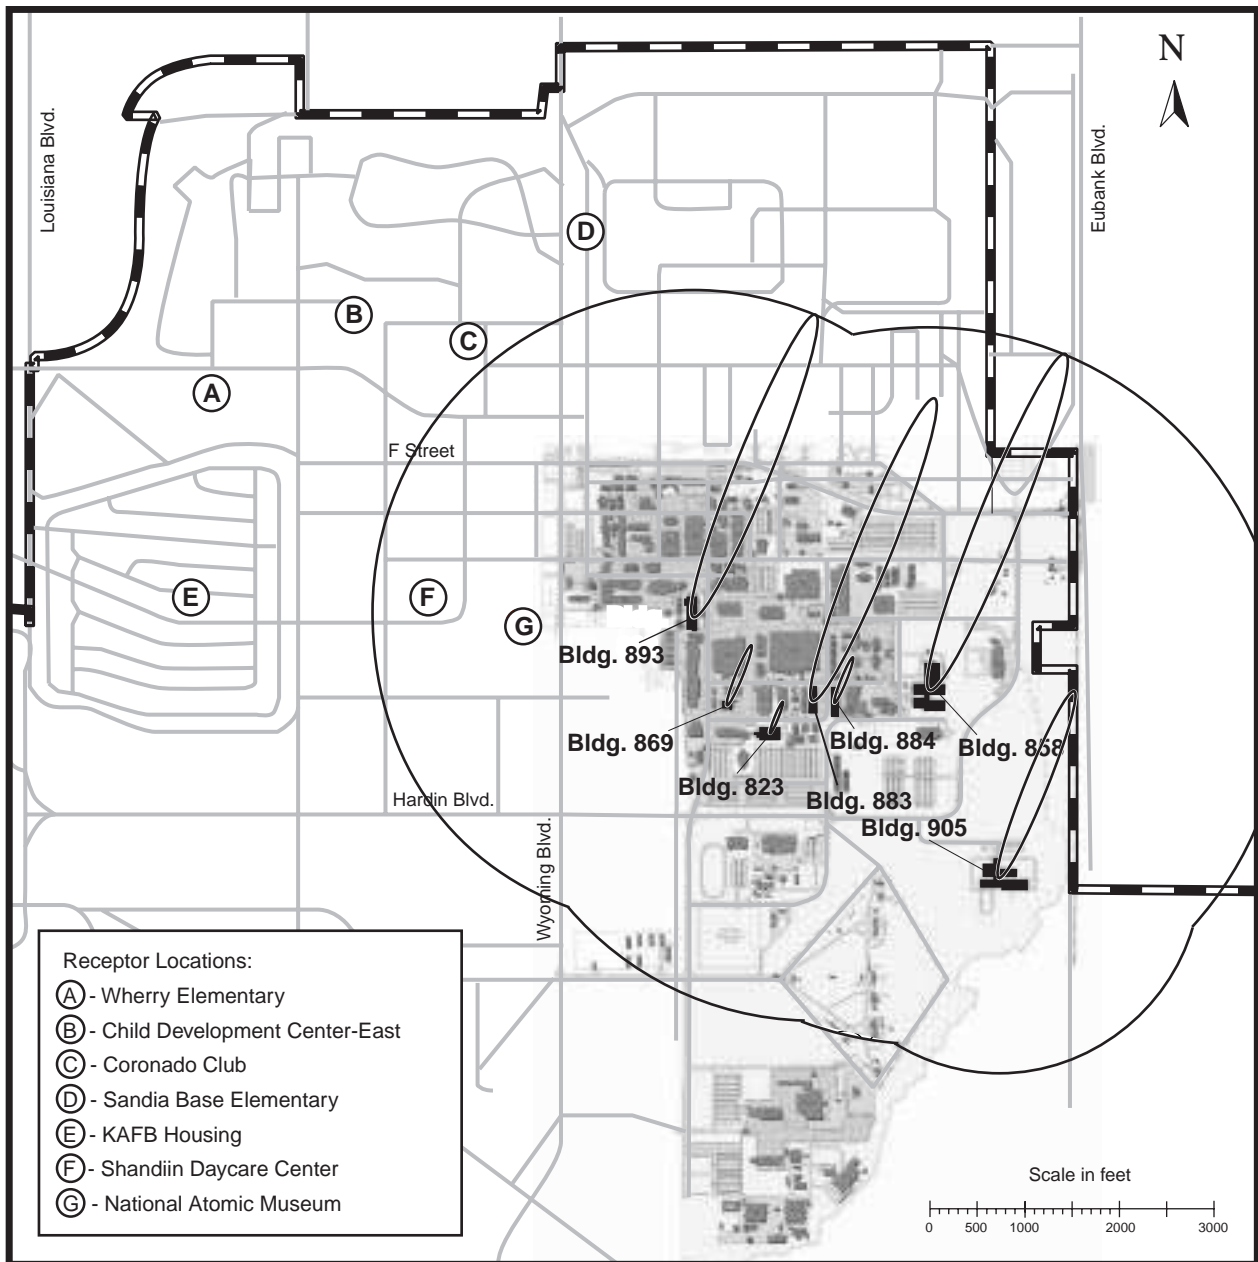 N
Louisiana Blvd.
Eubank Blvd.
D
B
C
A
F Street
E
F
G
Bldg. 893
Bldg. 869
Bldg. 884
Bldg. 858
Bldg. 823
Bldg. 883
Hardin Blvd.
Bldg. 905
Wyoming Blvd.
Receptor Locations:
A - Wherry Elementary
B - Child Development Center-East
C - Coronado Club
D - Sandia Base Elementary
E - KAFB Housing
F - Shandiin Daycare Center
G - National Atomic Museum
Scale in feet
0 500 1000 2000 3000